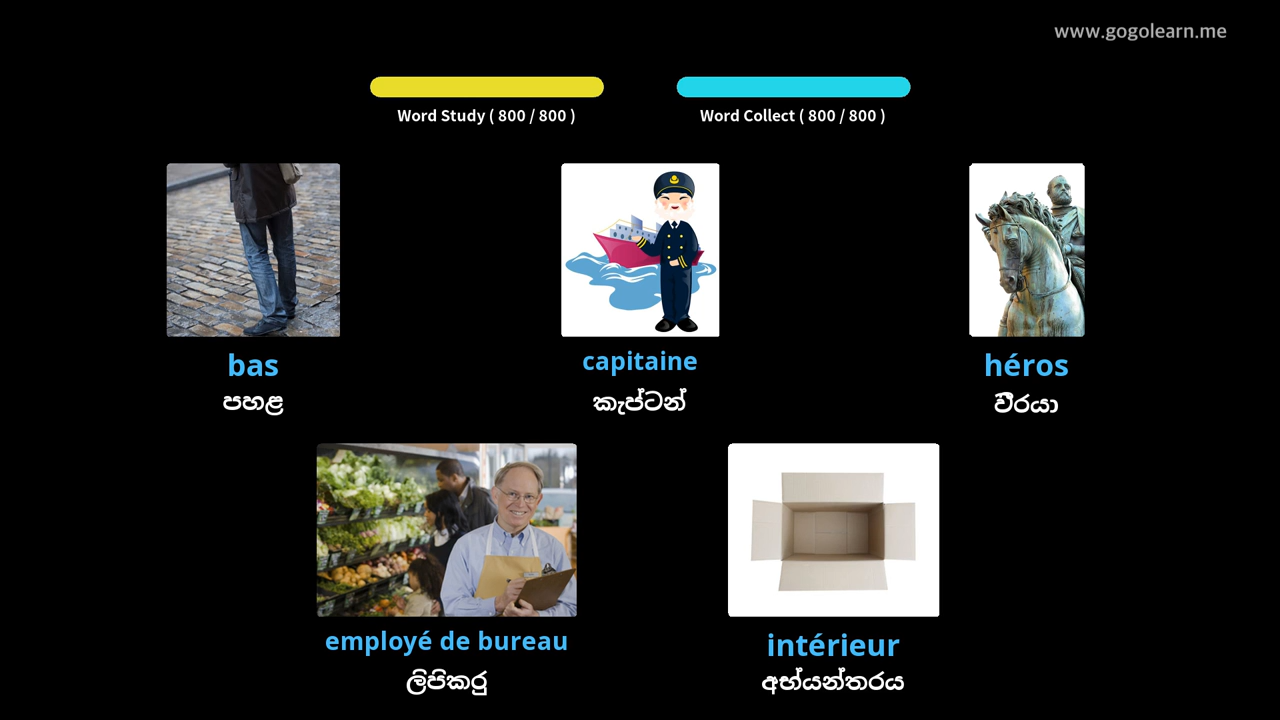 www.gogolearn.me
Word Study ( 800 / 800 )
Word Collect ( 800 / 800 )
bas
පහළ
capitaine
කැප්ටන්
héros
වීරයා
employé de bureau
ලිපිකරු
intérieur
අභ්යන්තරය